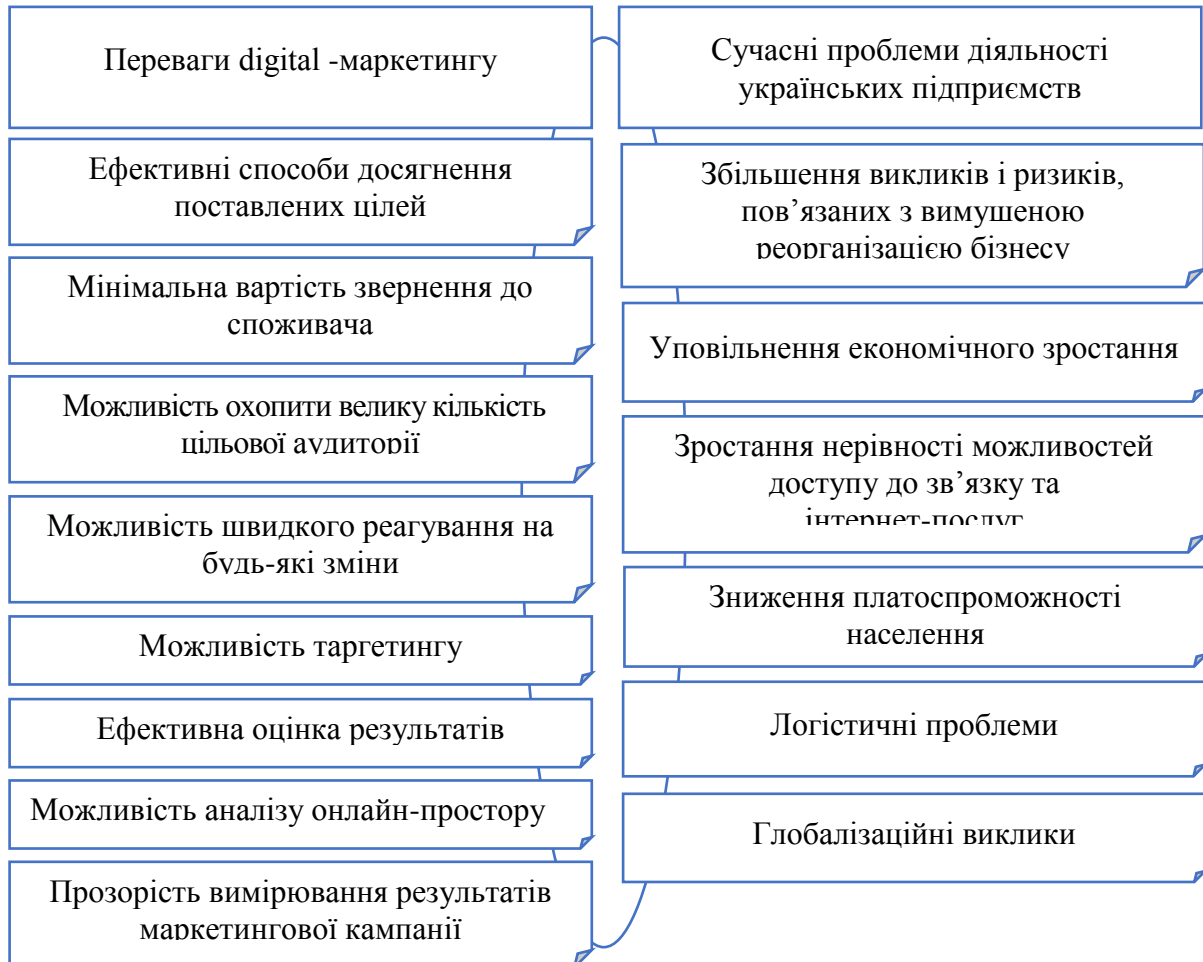 Переваги digital -маркетингу
Ефективні способи досягнення
поставлених цілей
Мінімальна вартість звернення до
споживача
Можливість охопити велику кількість
цільової аудиторії
Можливість швидкого реагування на
будь-які зміни
Можливість таргетингу
Ефективна оцінка результатів
Можливість аналізу онлайн-простору
Прозорість вимірювання результатів
маркетингової кампанії
Сучасні проблеми діяльності
українських підприємств
Збільшення викликів і ризиків,
пов’язаних з вимушеною
реорганізацією бізнесу
Уповільнення економічного зростання
Зростання нерівності можливостей
доступу до зв’язку та
інтернет-послуг
Зниження платоспроможності
населення
Логістичні проблеми
Глобалізаційні виклики